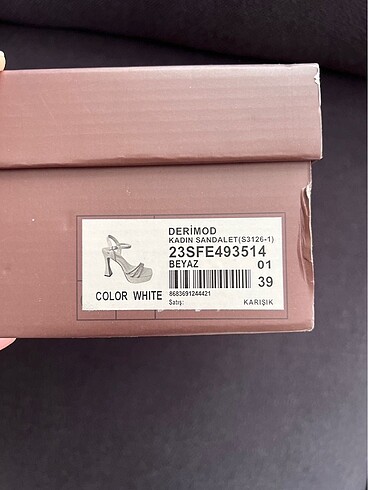 DERİMOD
KADIN SANDALET(S3126-1)
23SFE493514
BEYAZ 01
39
COLOR WHITE
8683691244421
Satış: KARIŞIK